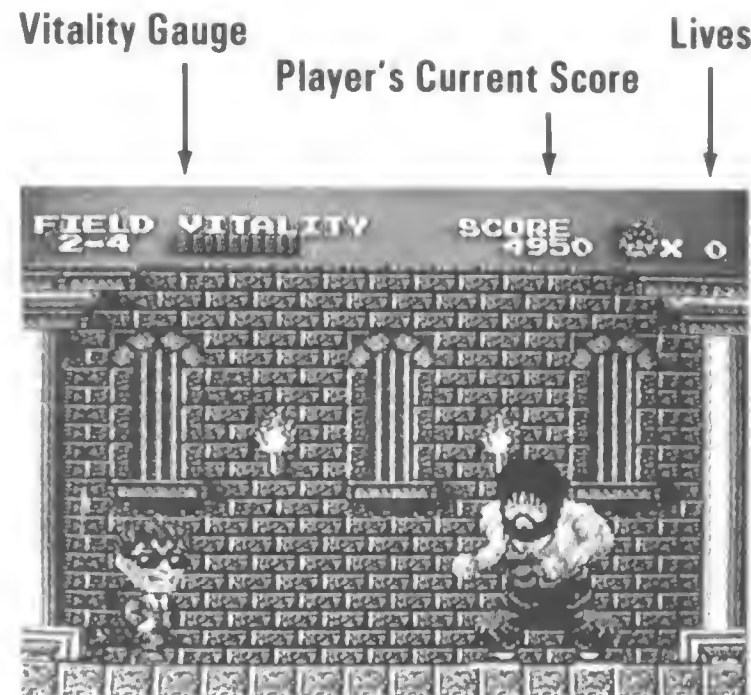 Vitality Gauge
Lives
Player's Current Score
FIELD VITALITY SCORE
2-4 4950 X 0